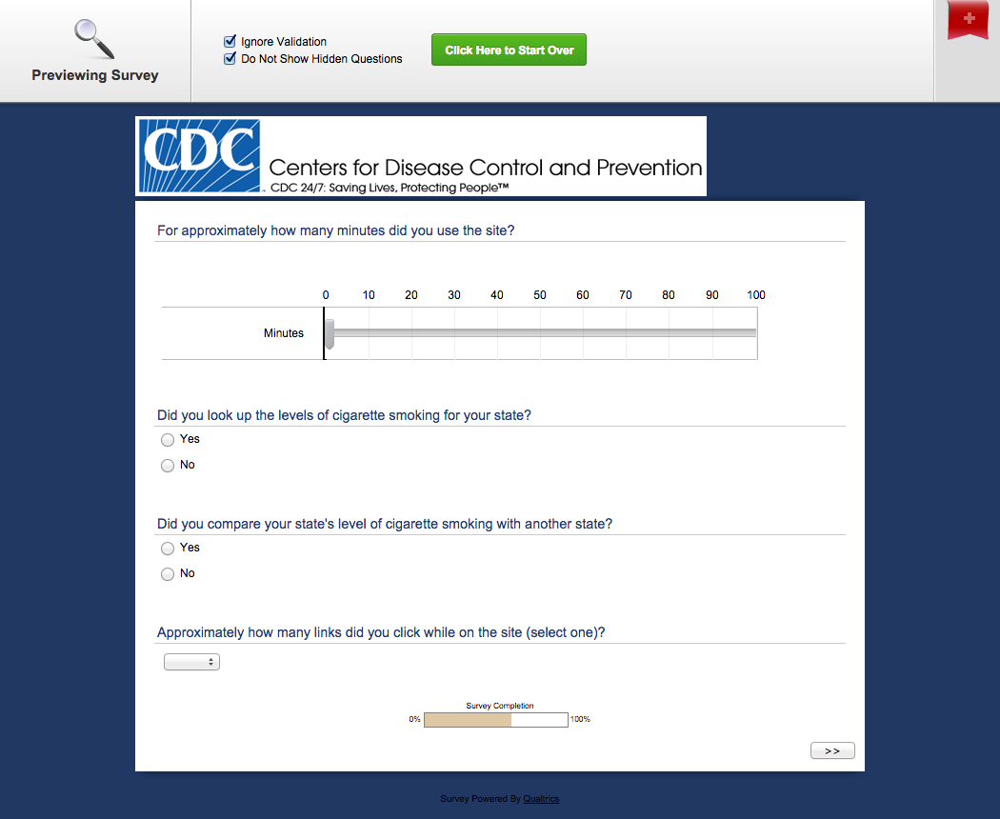 Previewing Survey
Ignore Validation
Do Not Show Hidden Questions
Click Here to Start Over
CDC
Centers for Disease Control and Prevention
CDC 24/7: Saving Lives, Protecting People™
For approximately how many minutes did you use the site?
0 10 20 30 40 50 60 70 80 90 100
Minutes
Did you look up the levels of cigarette smoking for your state?
Yes
No
Did you compare your state's level of cigarette smoking with another state?
Yes
No
Approximately how many links did you click while on the site (select one)?
Survey Completion
0% 100%
>>
Survey Powered By Qualtrics